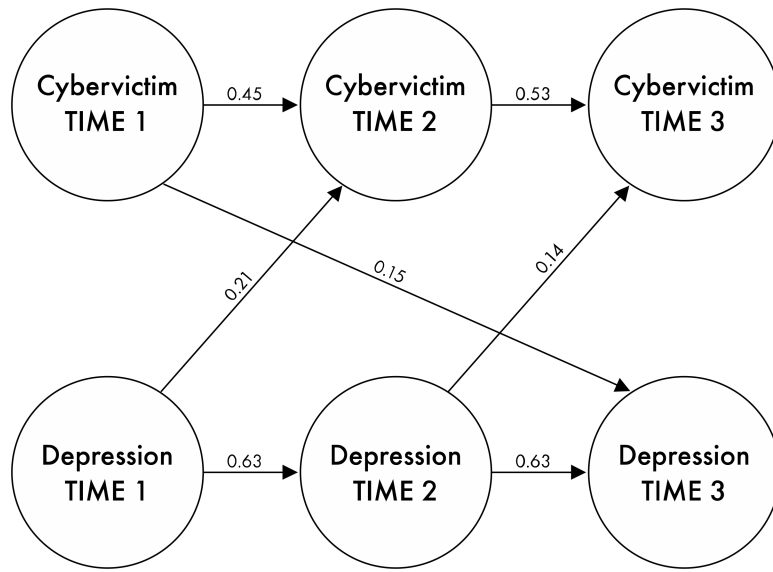 Cybervictim
TIME 1
0.45
Cybervictim
TIME 2
0.53
Cybervictim
TIME 3
0.21
0.15
0.14
Depression
TIME 1
0.63
Depression
TIME 2
0.63
Depression
TIME 3